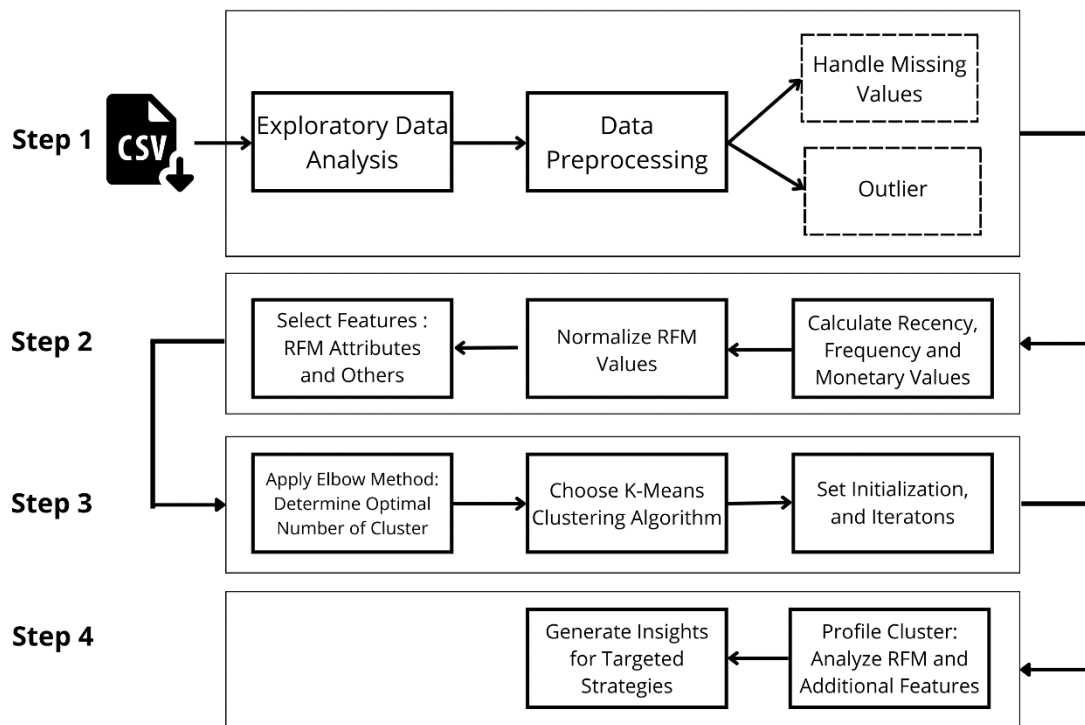 Step 1
CSV
Exploratory Data
Analysis
Data
Preprocessing
Handle Missing
Values
Outlier
Step 2
Select Features :
RFM Attributes
and Others
Normalize RFM
Values
Calculate Recency,
Frequency and
Monetary Values
Step 3
Apply Elbow Method:
Determine Optimal
Number of Cluster
Choose K-Means
Clustering Algorithm
Set Initialization,
and Iteratons
Step 4
Generate Insights
for Targeted
Strategies
Profile Cluster:
Analyze RFM and
Additional Features